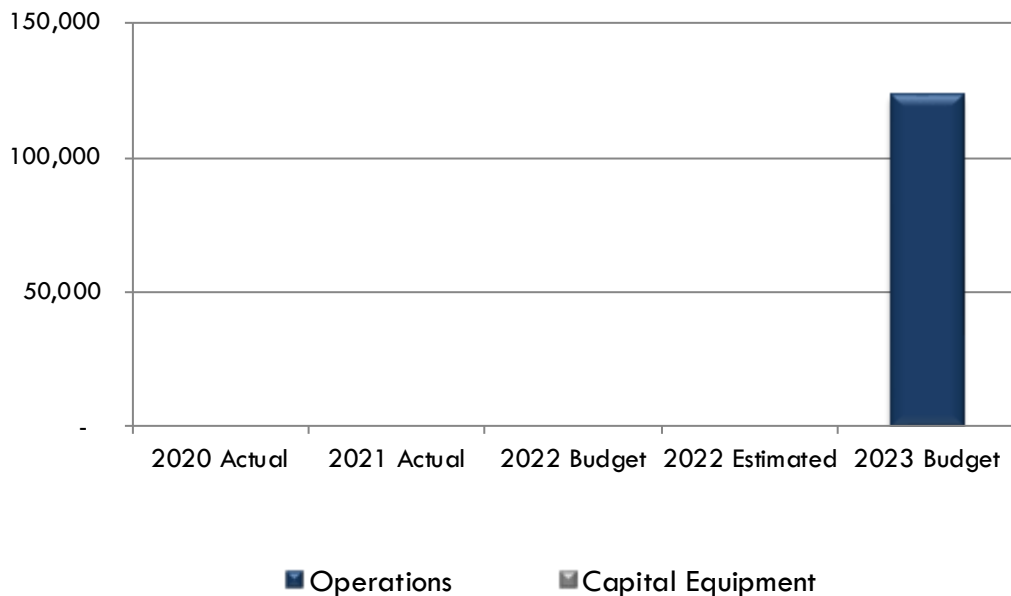 150,000
100,000
50,000
-
2020 Actual 2021 Actual 2022 Budget 2022 Estimated 2023 Budget
Operations Capital Equipment